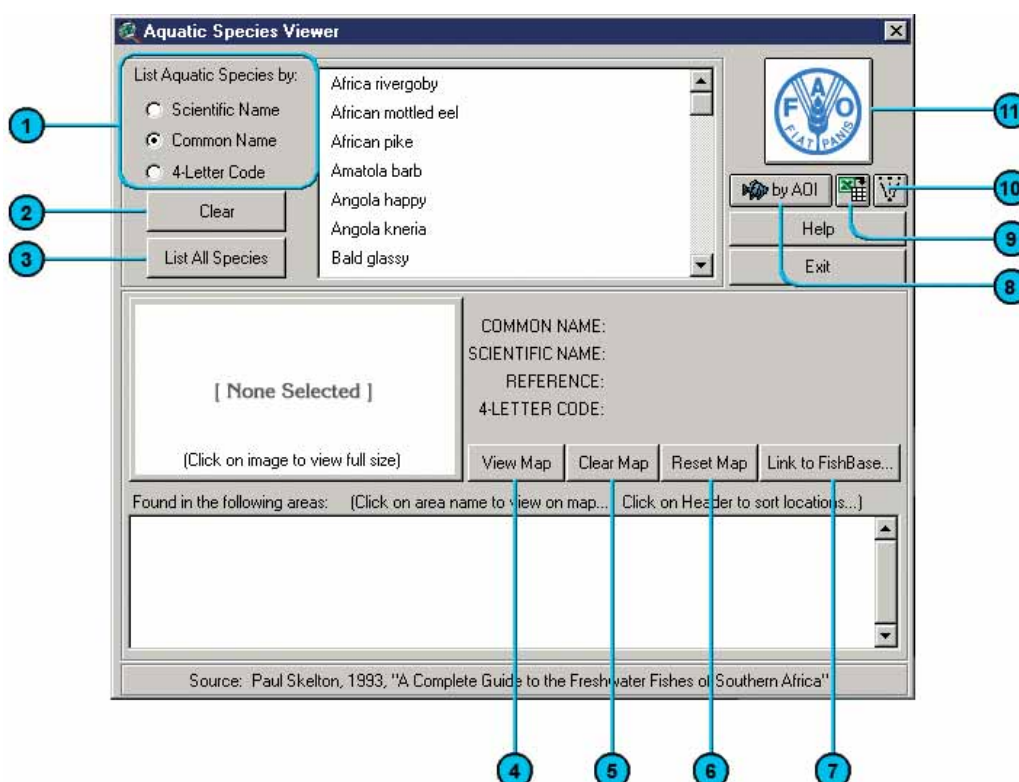 Aquatic Species Viewer
List Aquatic Species by:
Scientific Name
Common Name
4-Letter Code
Clear
List All Species
Africa rivergoby
African mottled eel
African pike
Amatola barb
Angola happy
Angola kneria
Bald glassy
F A O
FIAT PANIS
by AOI
Help
Exit
1
2
3
11
10
9
8
[ None Selected ]
(Click on image to view full size)
COMMON NAME:
SCIENTIFIC NAME:
REFERENCE:
4-LETTER CODE:
View Map
Clear Map
Reset Map
Link to FishBase...
Found in the following areas: (Click on area name to view on map... Click on Header to sort locations...)
Source: Paul Skelton, 1993, "A Complete Guide to the Freshwater Fishes of Southern Africa"
4
5
6
7